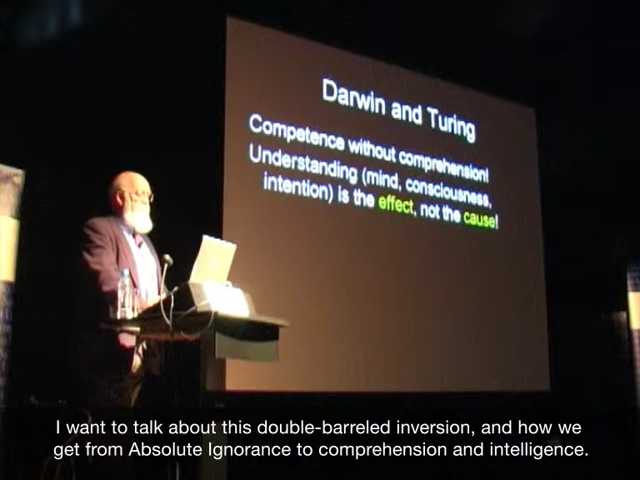 Darwin and Turing
Competence without comprehension!
Understanding (mind, consciousness,
intention) is the effect, not the cause!
I want to talk about this double-barreled inversion, and how we
get from Absolute Ignorance to comprehension and intelligence.